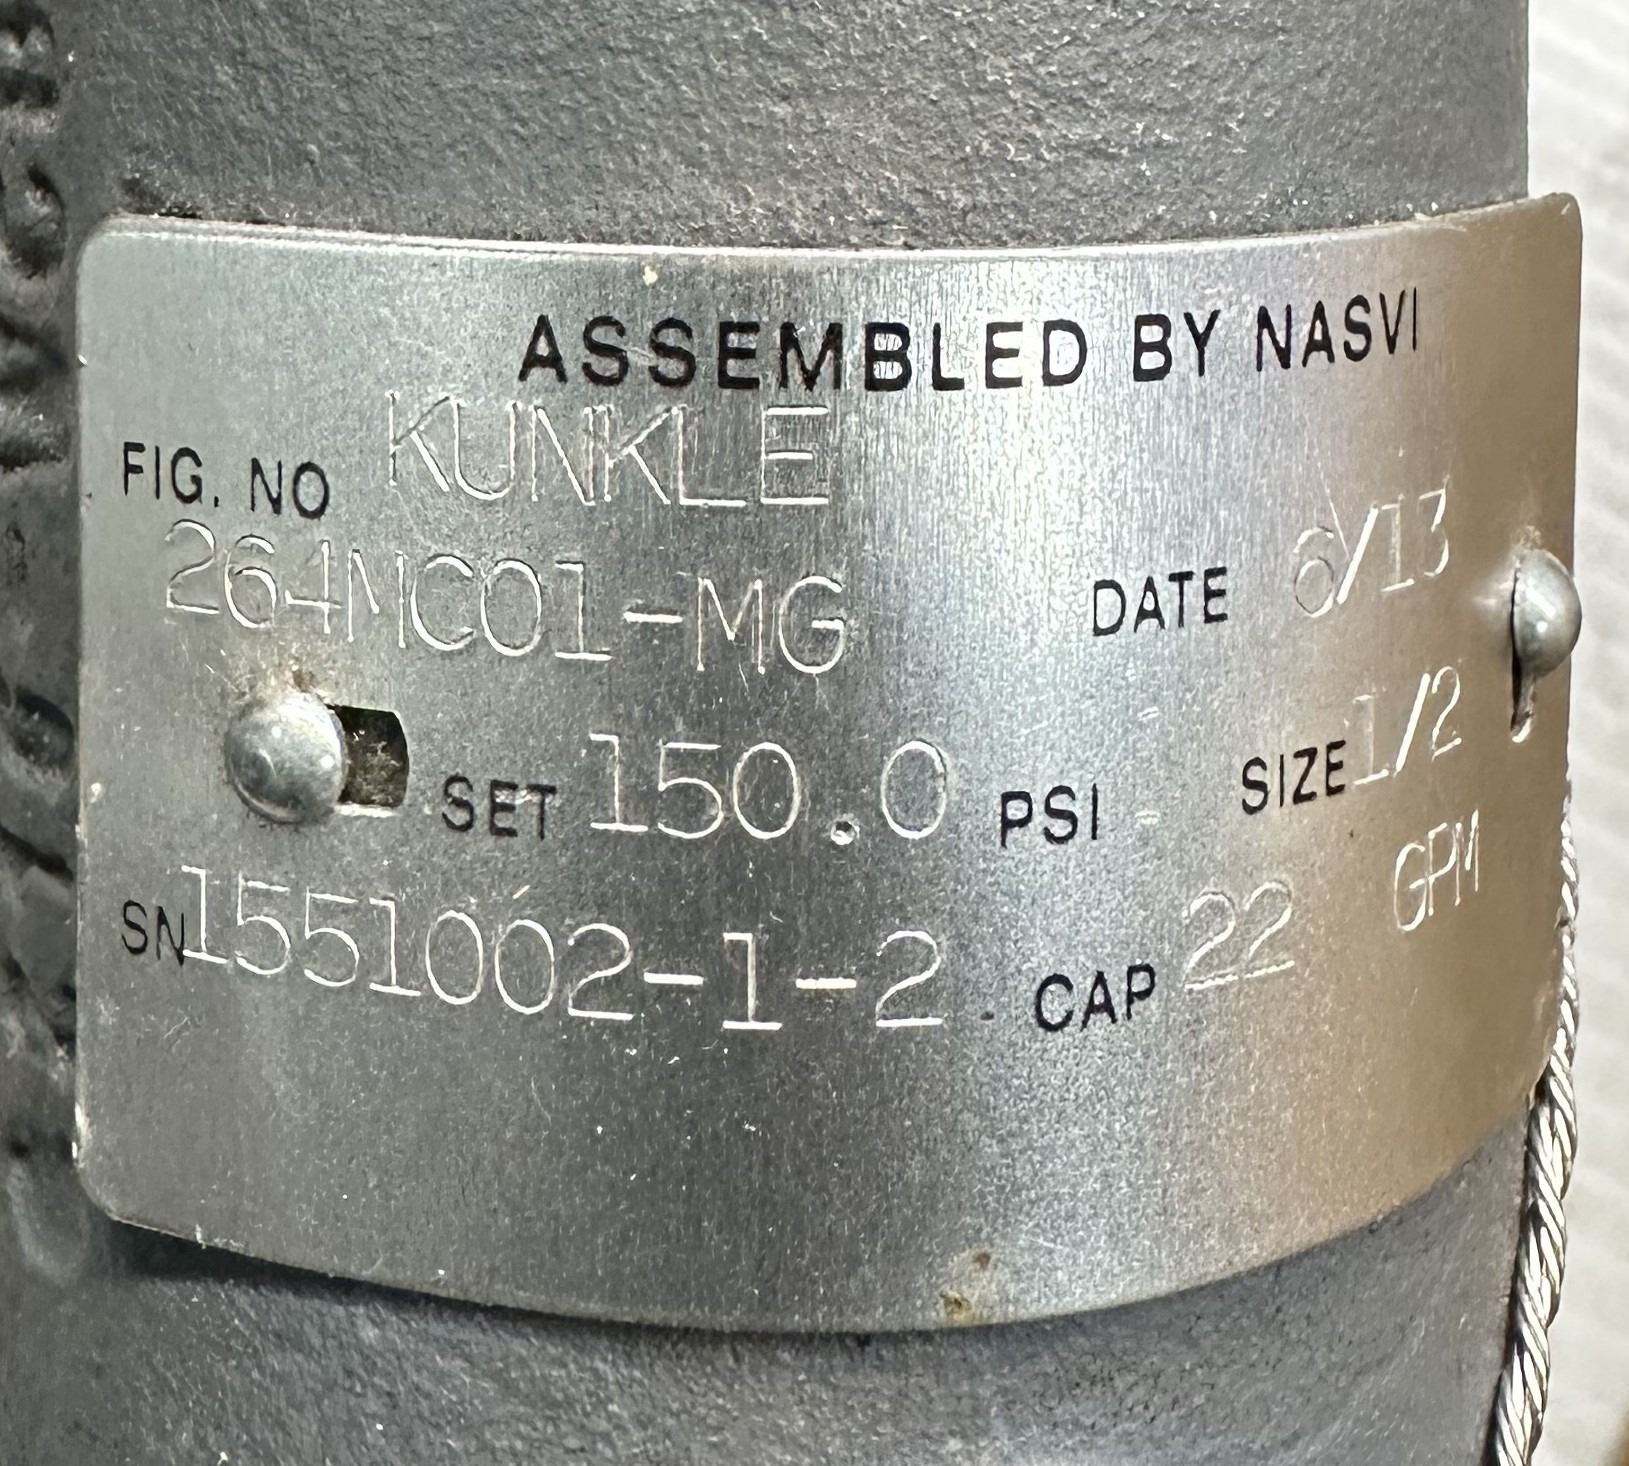 ASSEMBLED BY NASVI
FIG. NO KUNKLE
264MC01-MG
DATE 6/13
SET 150.0 PSI SIZE 1/2
SN 1551002-1-2 CAP 22 GPM